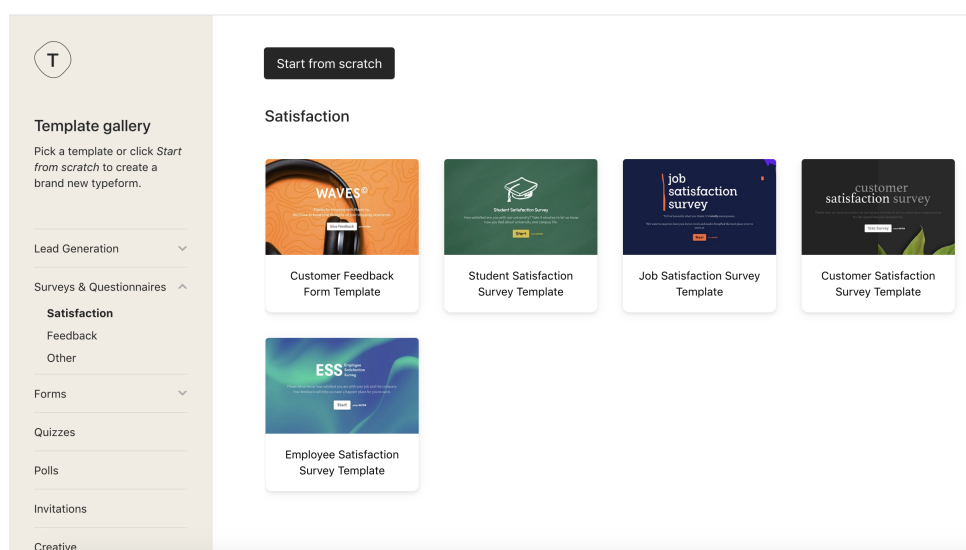 T
Template gallery
Pick a template or click Start
from scratch to create a
brand new typeform.
Lead Generation
Surveys & Questionnaires
Satisfaction
Feedback
Other
Forms
Quizzes
Polls
Invitations
Creative
Start from scratch
Satisfaction
WAVES©
Give Feedback
Customer Feedback
Form Template
Student Satisfaction Survey
Start
Student Satisfaction
Survey Template
job
satisfaction
survey
Job Satisfaction Survey
Template
customer
satisfaction survey
Take Survey
Customer Satisfaction
Survey Template
ESS
Employee
Satisfaction
Survey
Start
Employee Satisfaction
Survey Template